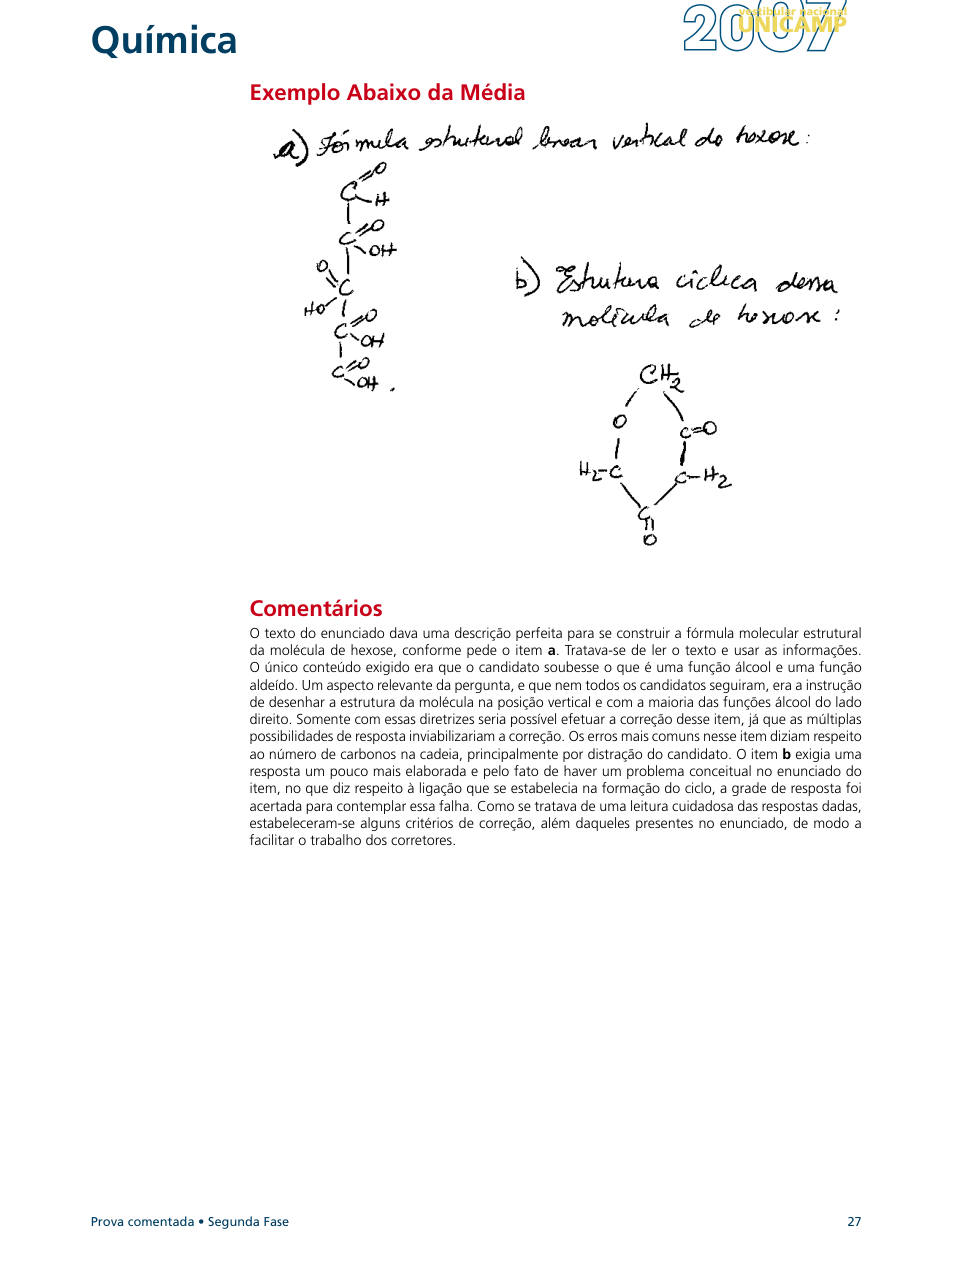 Química
2007
vestibular nacional
UNICAMP
Exemplo Abaixo da Média
a) Fórmula estrutural linear vertical do hexose:
O
C
H
O
C
OH
O
C
HO
O
C
OH
O
C
OH .
b) Estrutura cíclica dessa
molécula de hexose :
CH2
O
C=O
H2-C
C-H2
C
O
Comentários
O texto do enunciado dava uma descrição perfeita para se construir a fórmula molecular estrutural
da molécula de hexose, conforme pede o item a. Tratava-se de ler o texto e usar as informações.
O único conteúdo exigido era que o candidato soubesse o que é uma função álcool e uma função
aldeído. Um aspecto relevante da pergunta, e que nem todos os candidatos seguiram, era a instrução
de desenhar a estrutura da molécula na posição vertical e com a maioria das funções álcool do lado
direito. Somente com essas diretrizes seria possível efetuar a correção desse item, já que as múltiplas
possibilidades de resposta inviabilizariam a correção. Os erros mais comuns nesse item diziam respeito
ao número de carbonos na cadeia, principalmente por distração do candidato. O item b exigia uma
resposta um pouco mais elaborada e pelo fato de haver um problema conceitual no enunciado do
item, no que diz respeito à ligação que se estabelecia na formação do ciclo, a grade de resposta foi
acertada para contemplar essa falha. Como se tratava de uma leitura cuidadosa das respostas dadas,
estabeleceram-se alguns critérios de correção, além daqueles presentes no enunciado, de modo a
facilitar o trabalho dos corretores.
Prova comentada • Segunda Fase
27